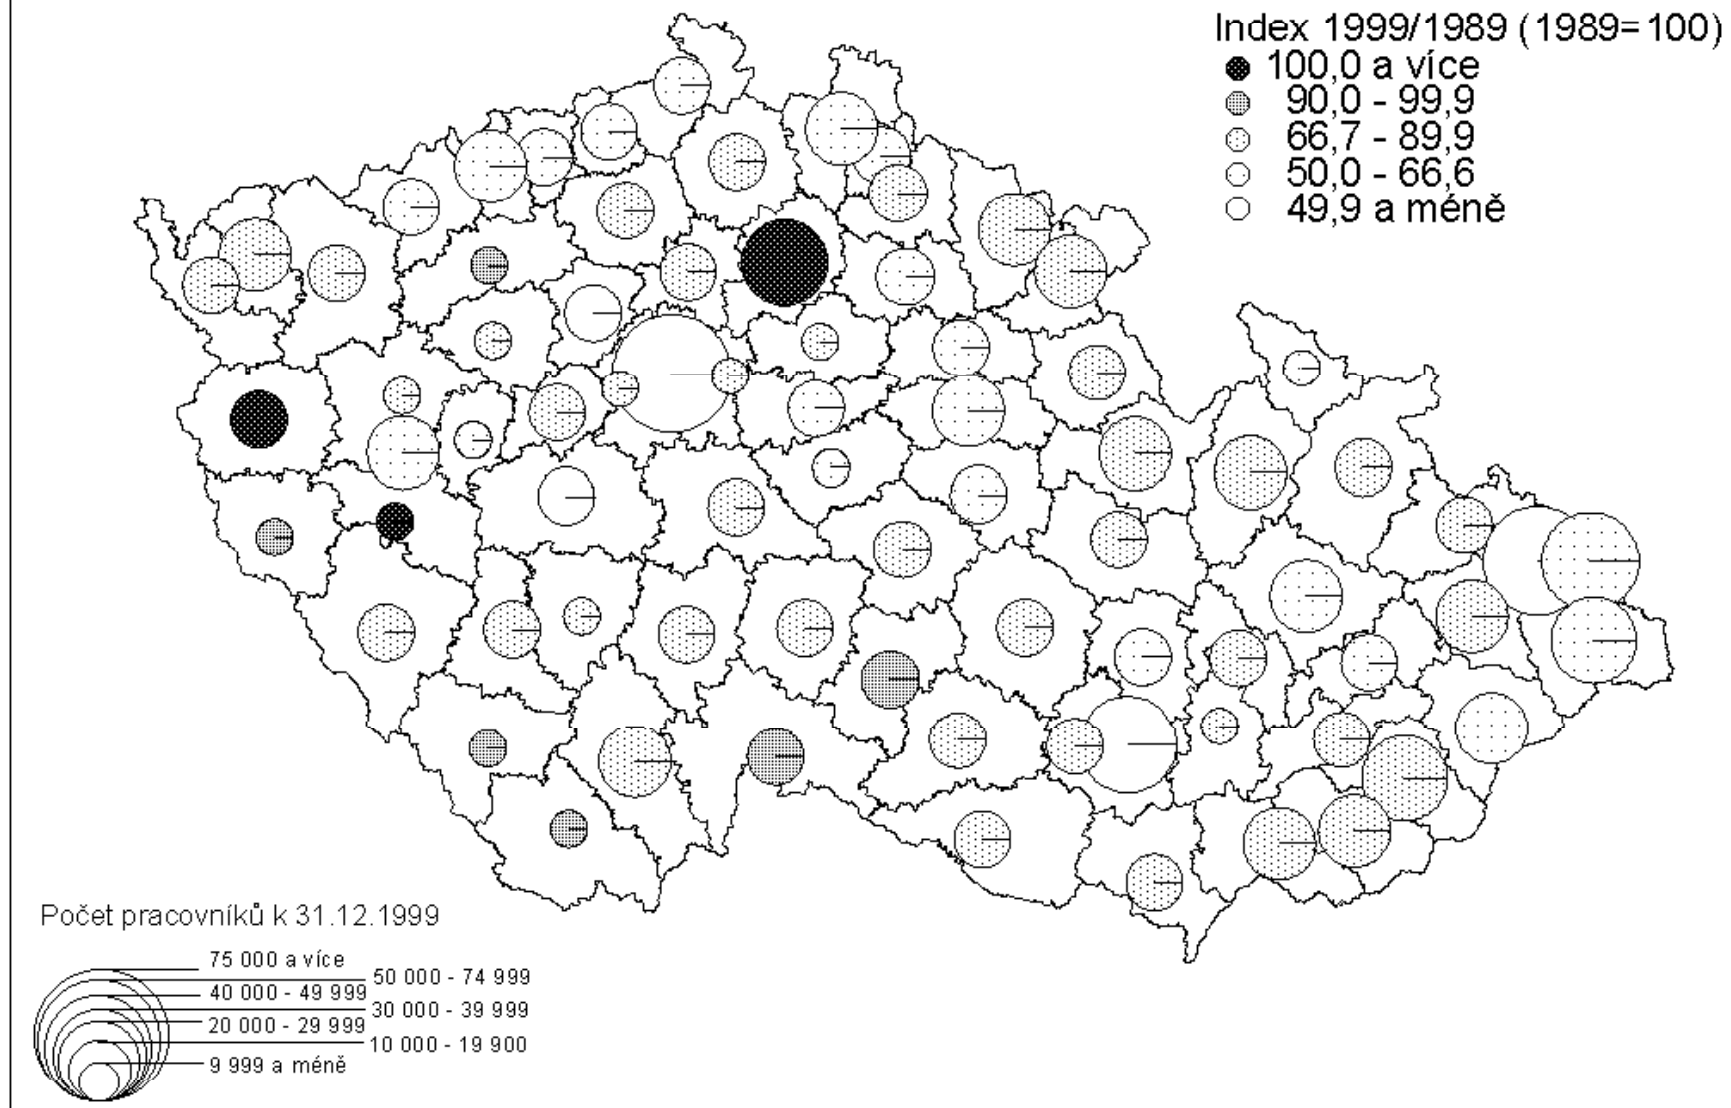 Index 1999/1989 (1989=100)
100,0 a více
90,0 - 99,9
66,7 - 89,9
50,0 - 66,6
49,9 a méně
Počet pracovníků k 31.12.1999
75 000 a více
50 000 - 74 999
40 000 - 49 999
30 000 - 39 999
20 000 - 29 999
10 000 - 19 900
9 999 a méně